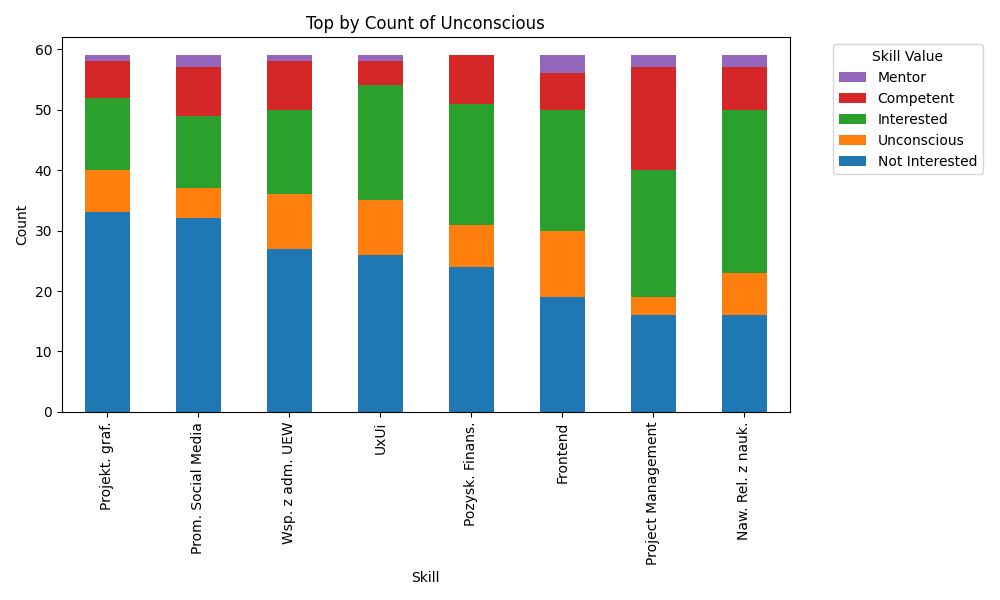 Top by Count of Unconscious
Skill Value
Mentor
Competent
Interested
Unconscious
Not Interested
Count
60
50
40
30
20
10
0
Projekt. graf.
Prom. Social Media
Wsp. z adm. UEW
UxUi
Pozysk. Finans.
Frontend
Project Management
Naw. Rel. z nauk.
Skill